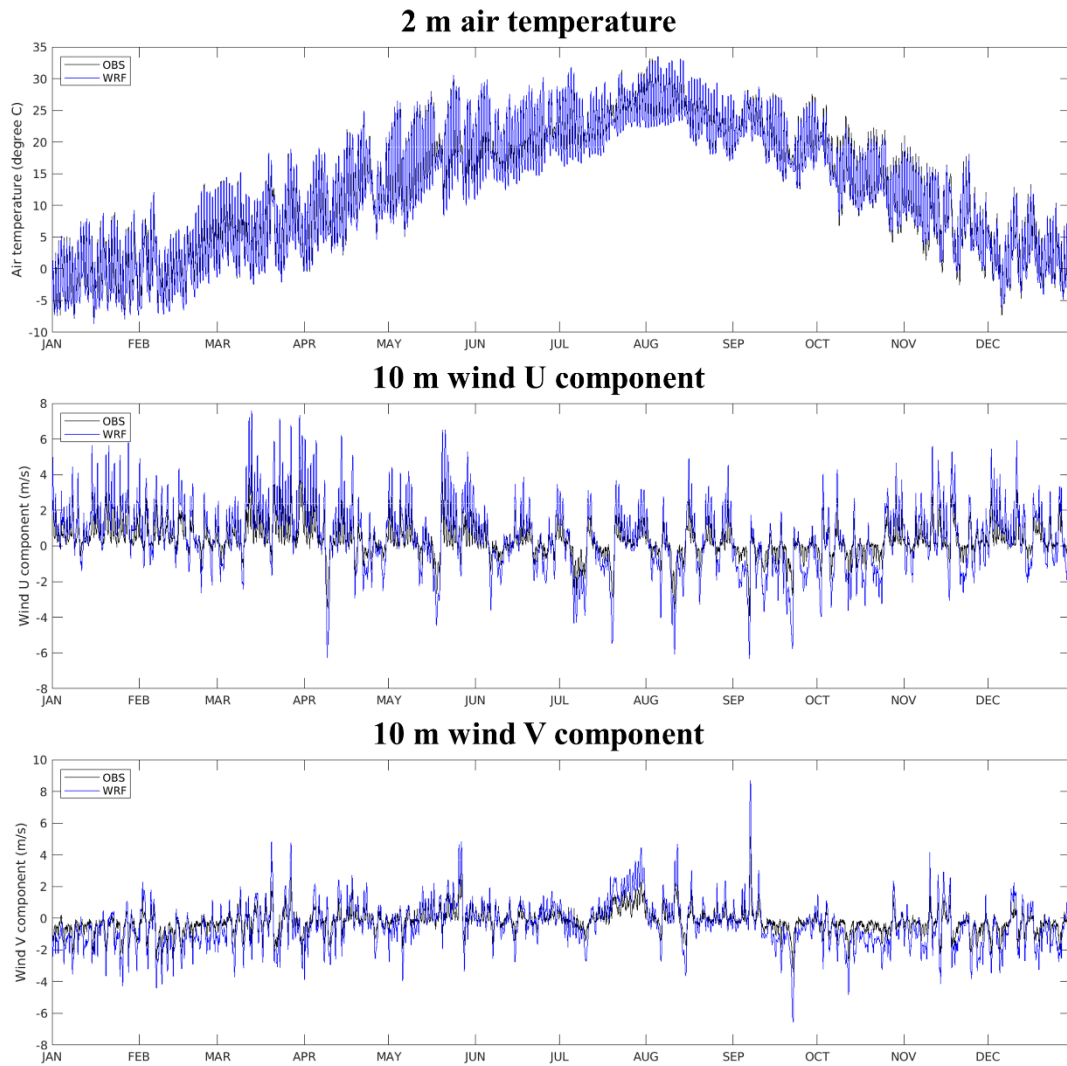 2 m air temperature
35
30
25
20
15
10
5
0
-5
-10
Air temperature (degree C)
OBS
WRF
JAN FEB MAR APR MAY JUN JUL AUG SEP OCT NOV DEC
10 m wind U component
8
6
4
2
0
-2
-4
-6
-8
Wind U component (m/s)
OBS
WRF
JAN FEB MAR APR MAY JUN JUL AUG SEP OCT NOV DEC
10 m wind V component
10
8
6
4
2
0
-2
-4
-6
-8
Wind V component (m/s)
OBS
WRF
JAN FEB MAR APR MAY JUN JUL AUG SEP OCT NOV DEC